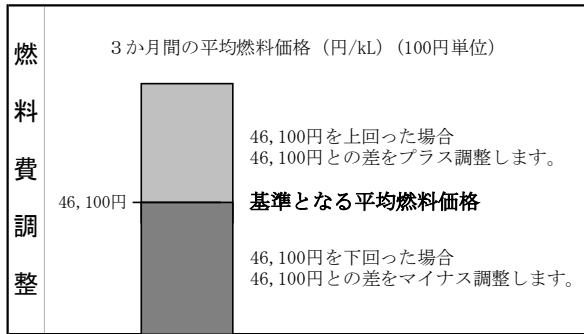 燃料費調整
３か月間の平均燃料価格（円/kL）（100円単位）
46,100円を上回った場合
46,100円との差をプラス調整します。
46,100円
基準となる平均燃料価格
46,100円を下回った場合
46,100円との差をマイナス調整します。